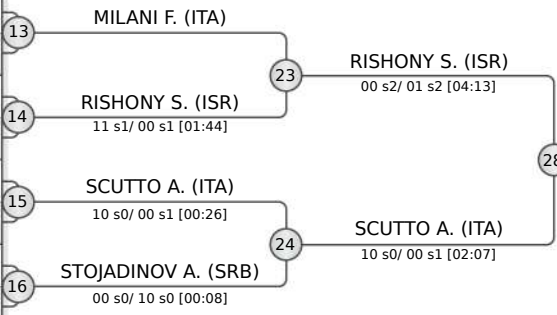 MILANI F. (ITA)
13
RISHONY S. (ISR)
23
00 s2/ 01 s2 [04:13]
RISHONY S. (ISR)
14
11 s1/ 00 s1 [01:44]
28
SCUTTO A. (ITA)
15
10 s0/ 00 s1 [00:26]
SCUTTO A. (ITA)
24
10 s0/ 00 s1 [02:07]
STOJADINOV A. (SRB)
16
00 s0/ 10 s0 [00:08]